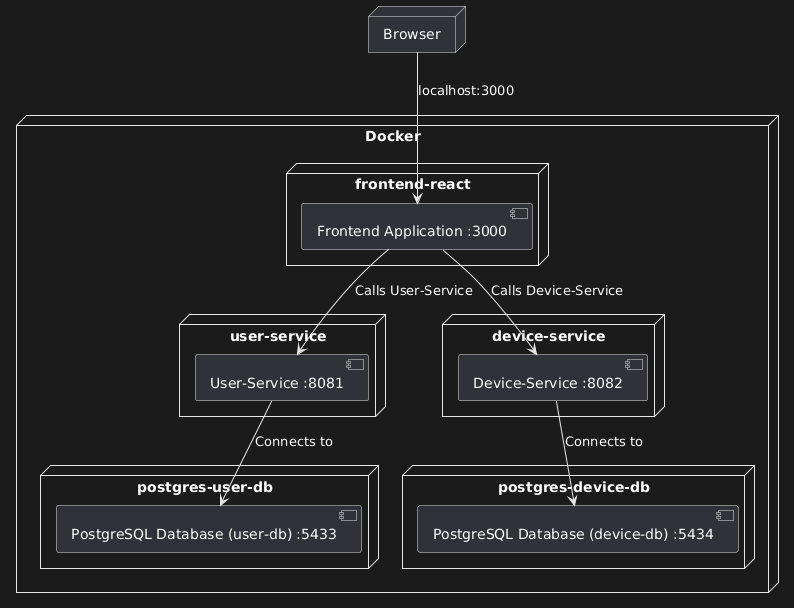 Browser
localhost:3000
Docker
frontend-react
Frontend Application :3000
Calls User-Service
Calls Device-Service
user-service
device-service
User-Service :8081
Device-Service :8082
Connects to
Connects to
postgres-user-db
postgres-device-db
PostgreSQL Database (user-db) :5433
PostgreSQL Database (device-db) :5434